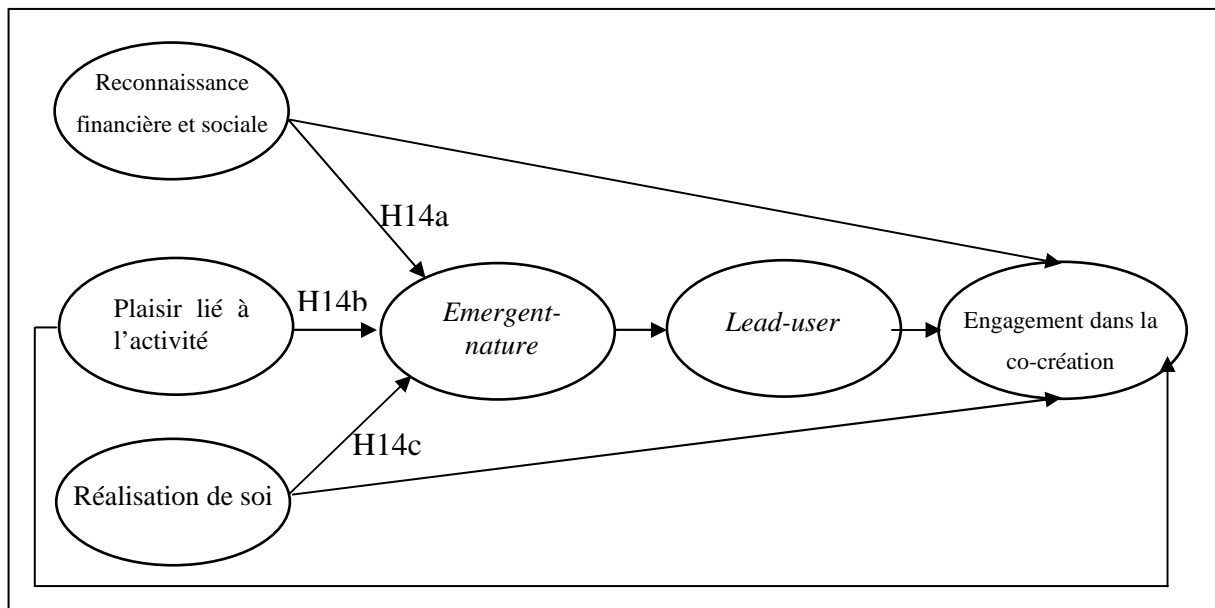 Reconnaissance
financière et sociale
H14a
Plaisir lié à
l’activité
H14b
Emergent-
nature
Lead-user
Engagement dans la
co-création
H14c
Réalisation de soi